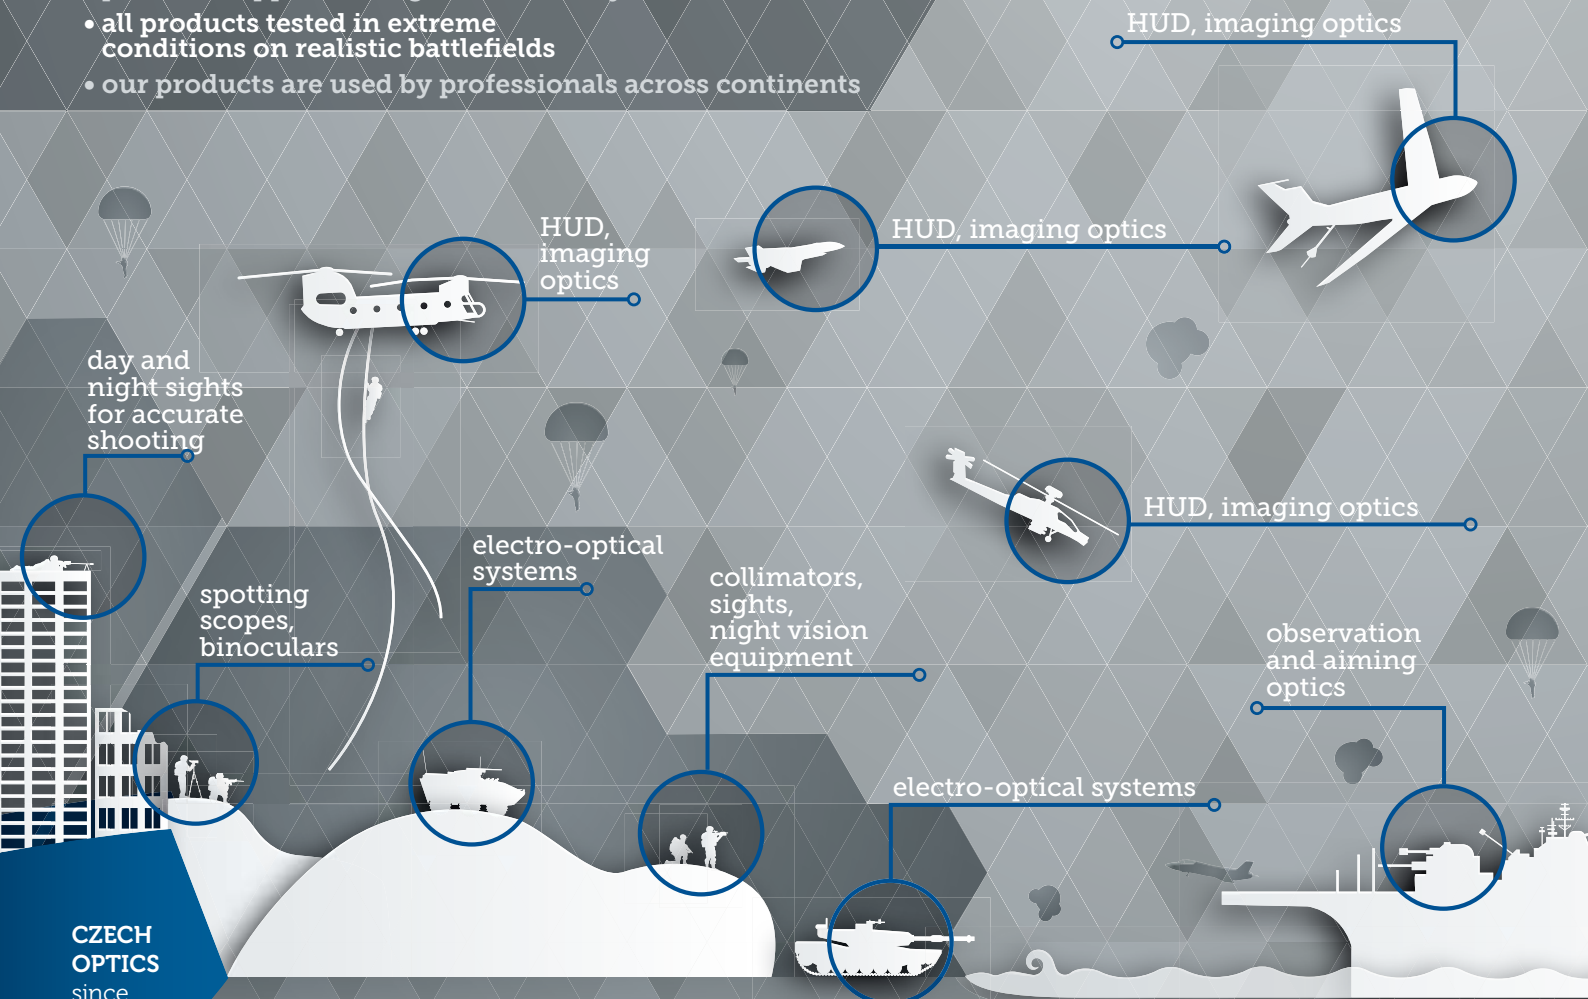 • all products tested in extreme
conditions on realistic battlefields
• our products are used by professionals across continents
HUD, imaging optics
HUD,
imaging
optics
HUD, imaging optics
day and
night sights
for accurate
shooting
HUD, imaging optics
electro-optical
systems
spotting
scopes,
binoculars
collimators,
sights,
night vision
equipment
observation
and aiming
optics
electro-optical systems
CZECH
OPTICS
since